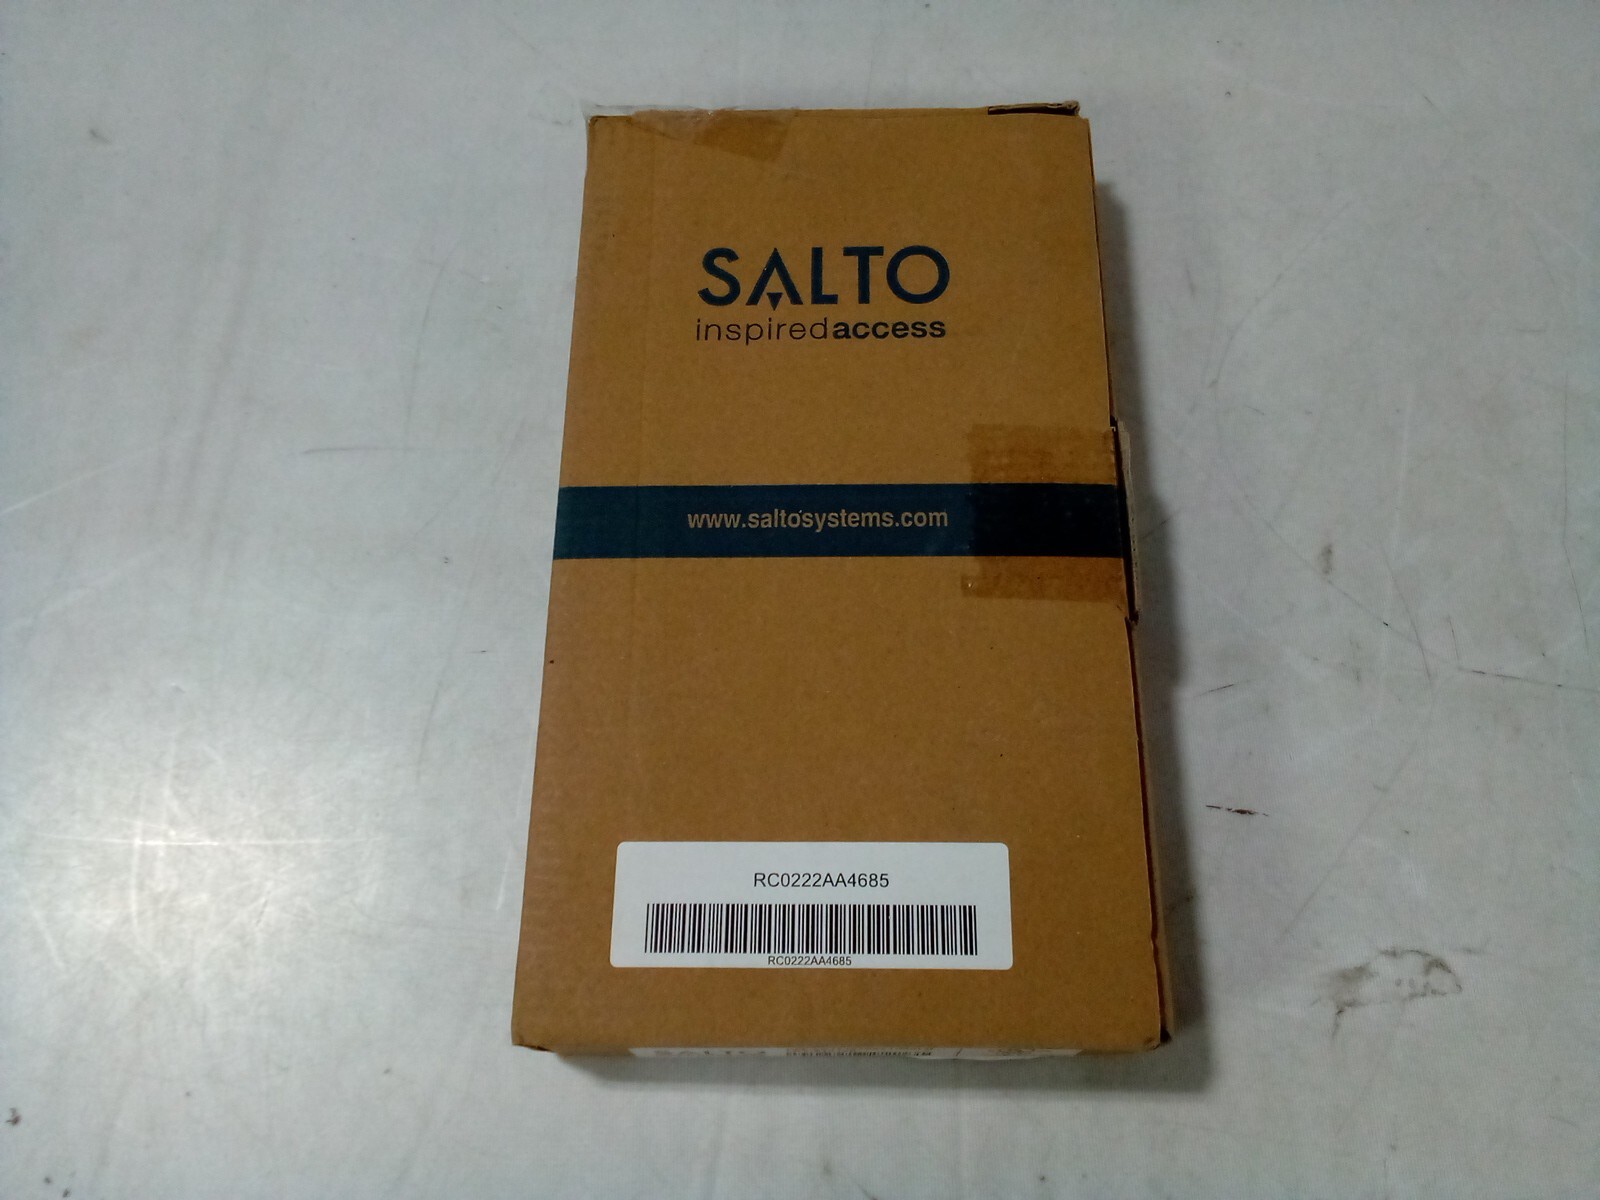 SALTO
inspiredaccess
www.saltosystems.com
RC0222AA4685
RC0222AA4685